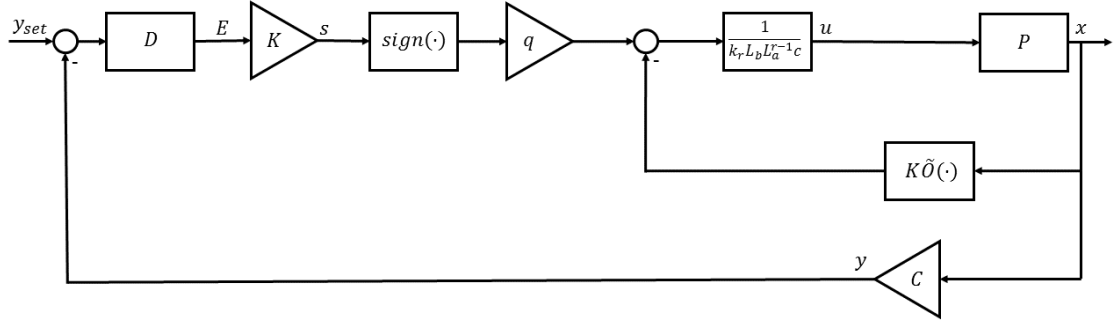 y_set
-
D
E
K
s
sign(·)
q
-
1
k_r L_b L_a^{r-1} c
u
P
x
KÕ(·)
y
C